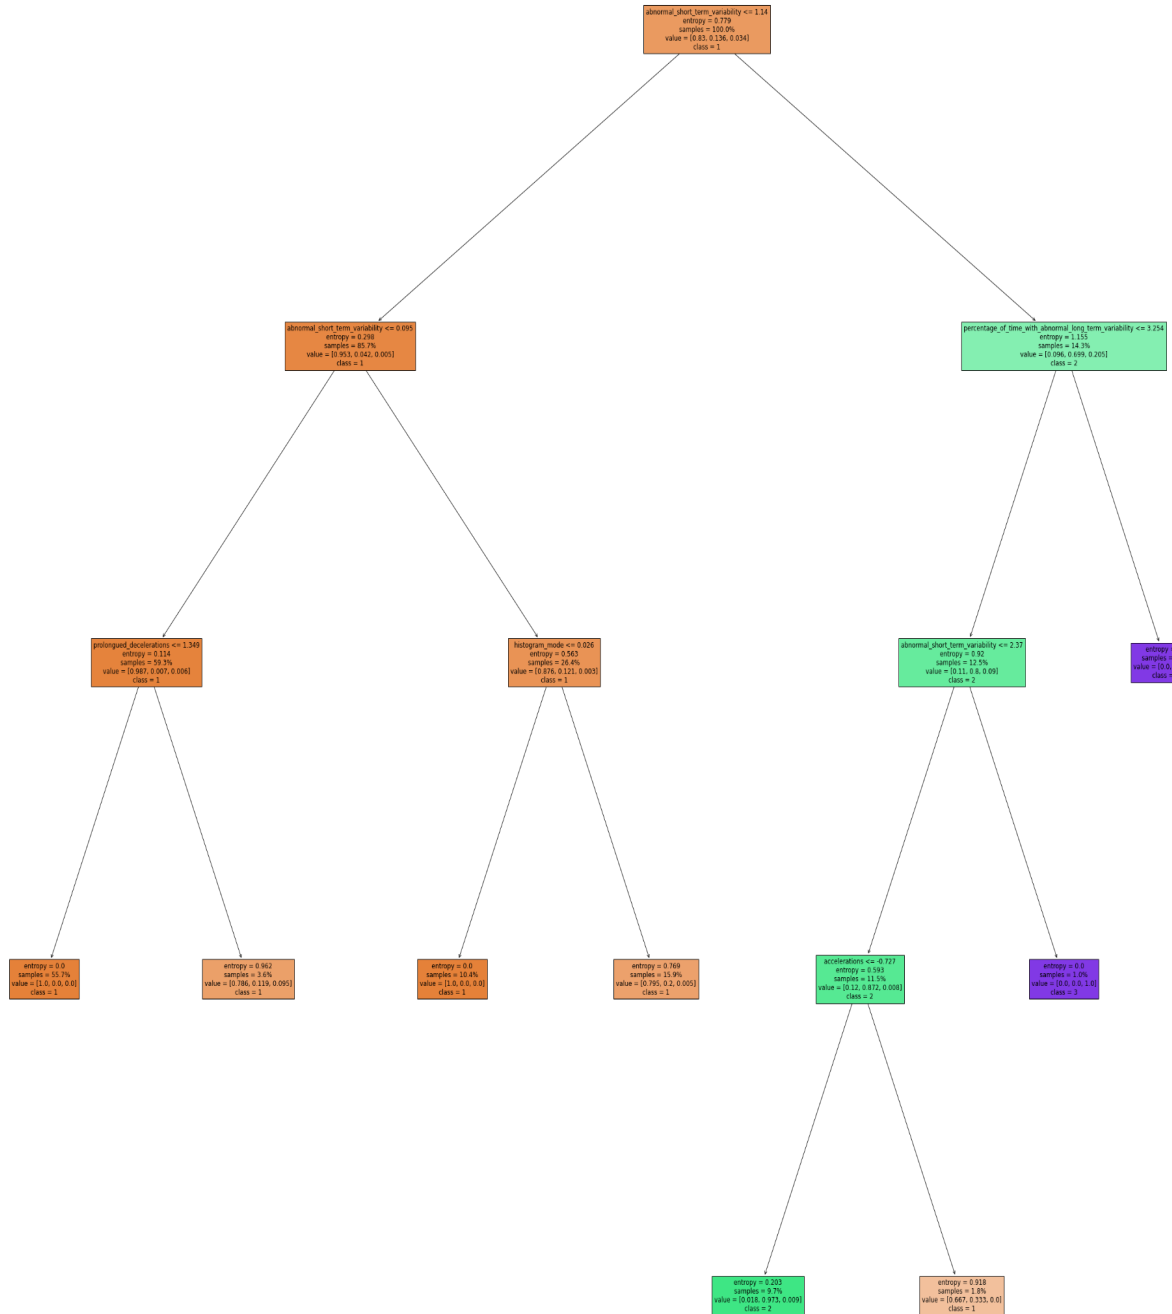 abnormal_short_term_variability <= 1.14
entropy = 0.779
samples = 100.0%
value = [0.83, 0.136, 0.034]
class = 1
abnormal_short_term_variability <= 0.095
entropy = 0.298
samples = 85.7%
value = [0.953, 0.042, 0.005]
class = 1
percentage_of_time_with_abnormal_long_term_variability <= 3.254
entropy = 1.155
samples = 14.3%
value = [0.096, 0.699, 0.205]
class = 2
prolongued_decelerations <= 1.349
entropy = 0.114
samples = 59.3%
value = [0.987, 0.007, 0.006]
class = 1
histogram_mode <= 0.026
entropy = 0.563
samples = 26.4%
value = [0.876, 0.121, 0.003]
class = 1
abnormal_short_term_variability <= 2.37
entropy = 0.92
samples = 12.5%
value = [0.11, 0.8, 0.09]
class = 2
entropy =
samples =
value = [0.0,
class =
entropy = 0.0
samples = 55.7%
value = [1.0, 0.0, 0.0]
class = 1
entropy = 0.962
samples = 3.6%
value = [0.786, 0.119, 0.095]
class = 1
entropy = 0.0
samples = 10.4%
value = [1.0, 0.0, 0.0]
class = 1
entropy = 0.769
samples = 15.9%
value = [0.795, 0.2, 0.005]
class = 1
accelerations <= -0.727
entropy = 0.593
samples = 11.5%
value = [0.12, 0.872, 0.008]
class = 2
entropy = 0.0
samples = 1.0%
value = [0.0, 0.0, 1.0]
class = 3
entropy = 0.203
samples = 9.7%
value = [0.018, 0.973, 0.009]
class = 2
entropy = 0.918
samples = 1.8%
value = [0.667, 0.333, 0.0]
class = 1